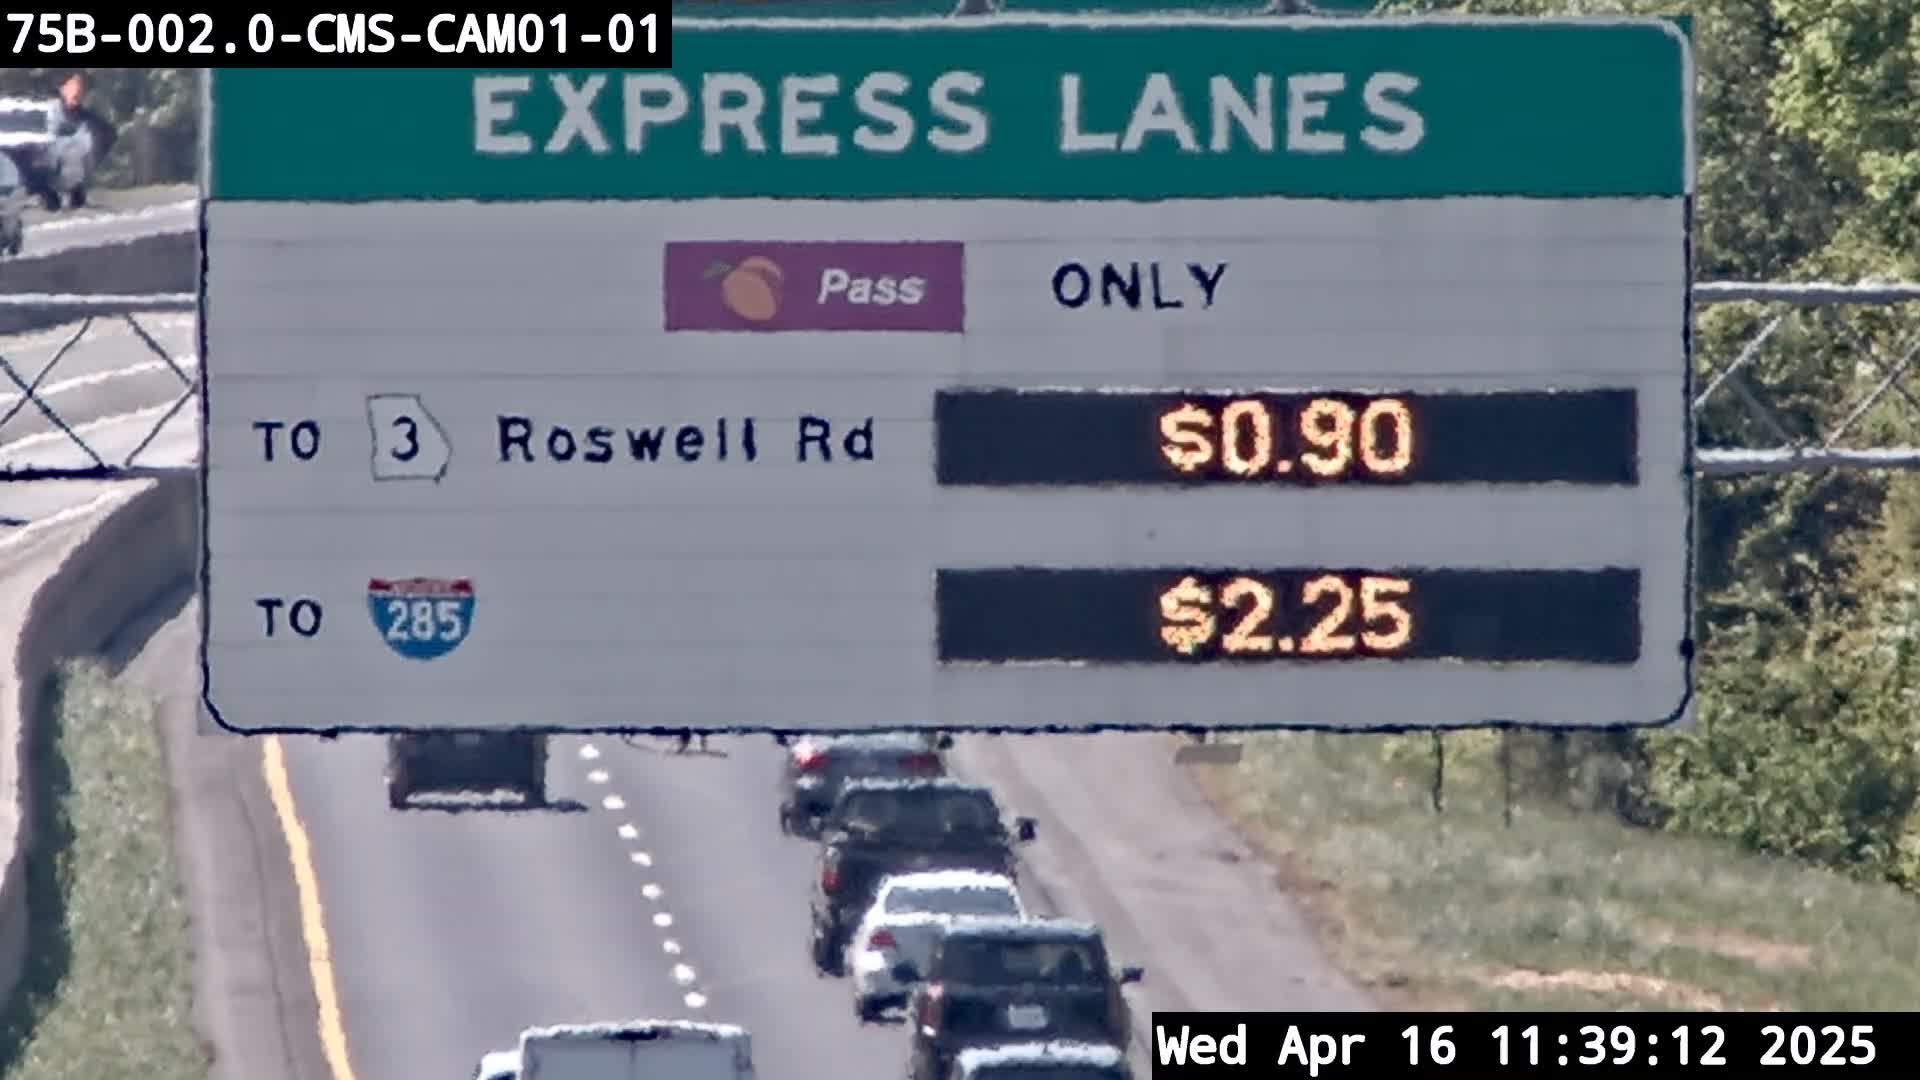 75B-002.0-CMS-CAM01-01
EXPRESS LANES
Pass ONLY
TO 3 Roswell Rd $0.90
TO 285 $2.25
Wed Apr 16 11:39:12 2025